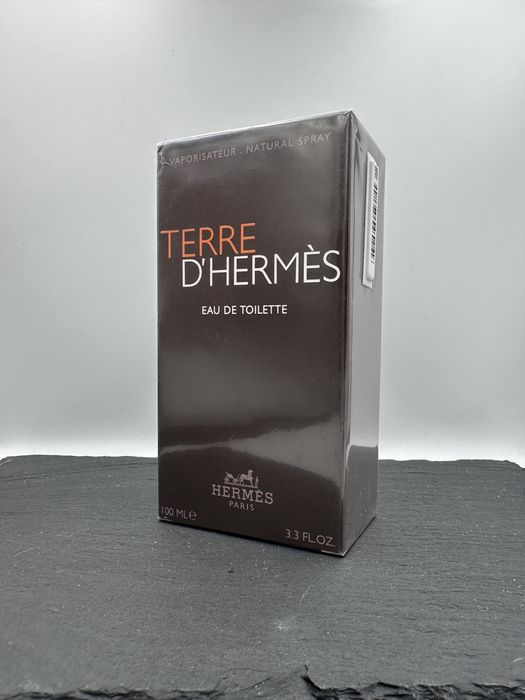 VAPORISATEUR . NATURAL SPRAY
TERRE
D'HERMÈS
EAU DE TOILETTE
HERMÈS
PARIS
100 ML℮
3.3 FL.OZ.